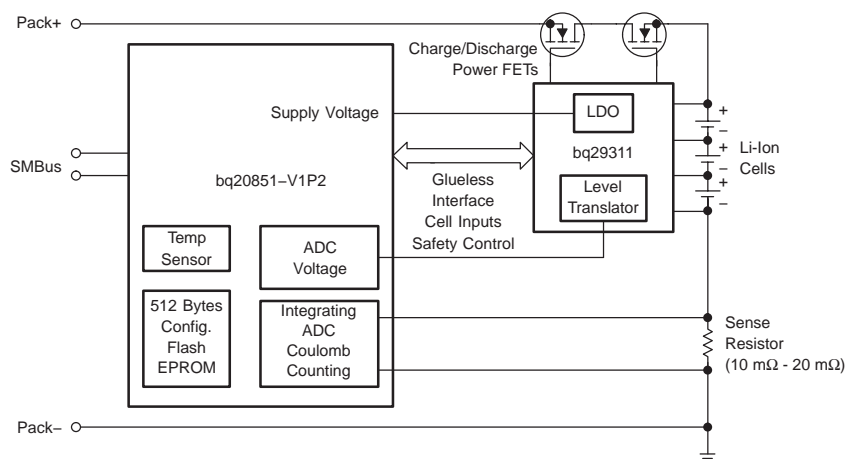 Pack+
Charge/Discharge
Power FETs
Supply Voltage
LDO
bq29311
+
−
+
−
+
−
Li-Ion
Cells
SMBus
bq20851–V1P2
Glueless
Interface
Cell Inputs
Safety Control
Level
Translator
Temp
Sensor
ADC
Voltage
512 Bytes
Config.
Flash
EPROM
Integrating
ADC
Coulomb
Counting
Sense
Resistor
(10 mΩ - 20 mΩ)
Pack–